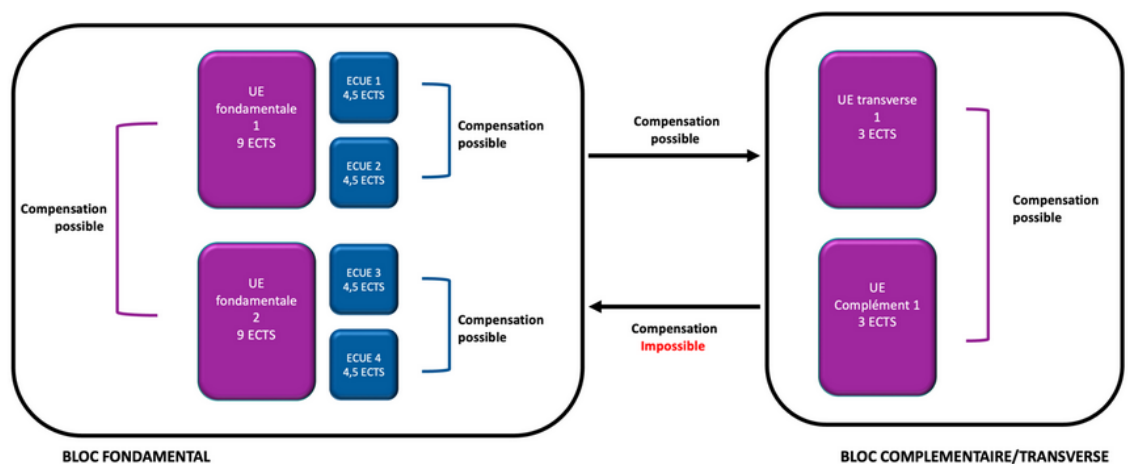 UE
fondamentale
1
9 ECTS
ECUE 1
4,5 ECTS
ECUE 2
4,5 ECTS
Compensation
possible
Compensation
possible
UE
fondamentale
2
9 ECTS
ECUE 3
4,5 ECTS
ECUE 4
4,5 ECTS
Compensation
possible
BLOC FONDAMENTAL
Compensation
possible
Compensation
Impossible
UE transverse
1
3 ECTS
UE
Complément 1
3 ECTS
Compensation
possible
BLOC COMPLEMENTAIRE/TRANSVERSE